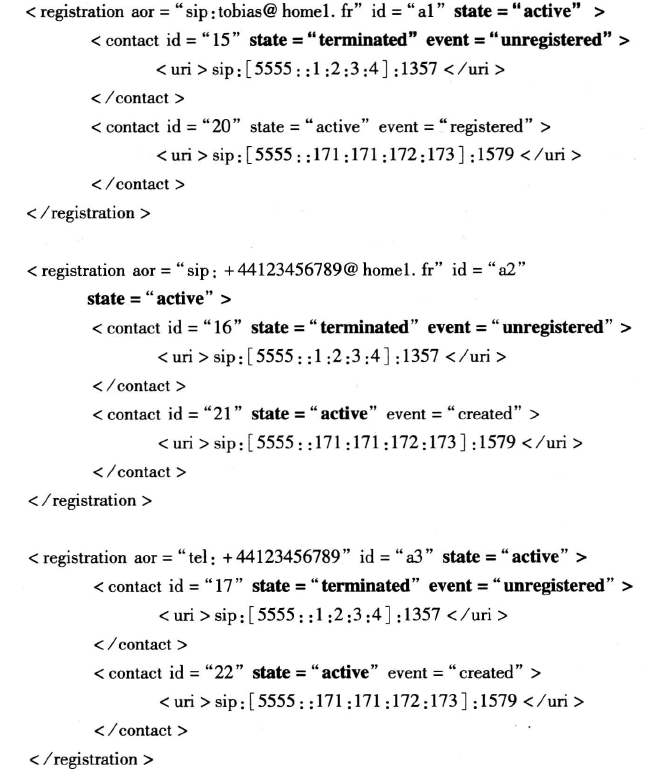 <registration aor = “sip:tobias@ home1. fr” id = “a1” state = “active” >
<contact id = “15” state = “terminated” event = “unregistered” >
<uri > sip:[5555::1:2:3:4]:1357 </uri >
</contact >
<contact id = “20” state = “active” event = “registered” >
<uri > sip:[5555::171:171:172:173]:1579 </uri >
</contact >
</registration >
<registration aor = “sip: +44123456789@ home1. fr” id = “a2”
state = “active” >
<contact id = “16” state = “terminated” event = “unregistered” >
<uri > sip:[5555::1:2:3:4]:1357 </uri >
</contact >
<contact id = “21” state = “active” event = “created” >
<uri > sip:[5555::171:171:172:173]:1579 </uri >
</contact >
</registration >
<registration aor = “tel: +44123456789” id = “a3” state = “active” >
<contact id = “17” state = “terminated” event = “unregistered” >
<uri > sip:[5555::1:2:3:4]:1357 </uri >
</contact >
<contact id = “22” state = “active” event = “created” >
<uri > sip:[5555::171:171:172:173]:1579 </uri >
</contact >
</registration >